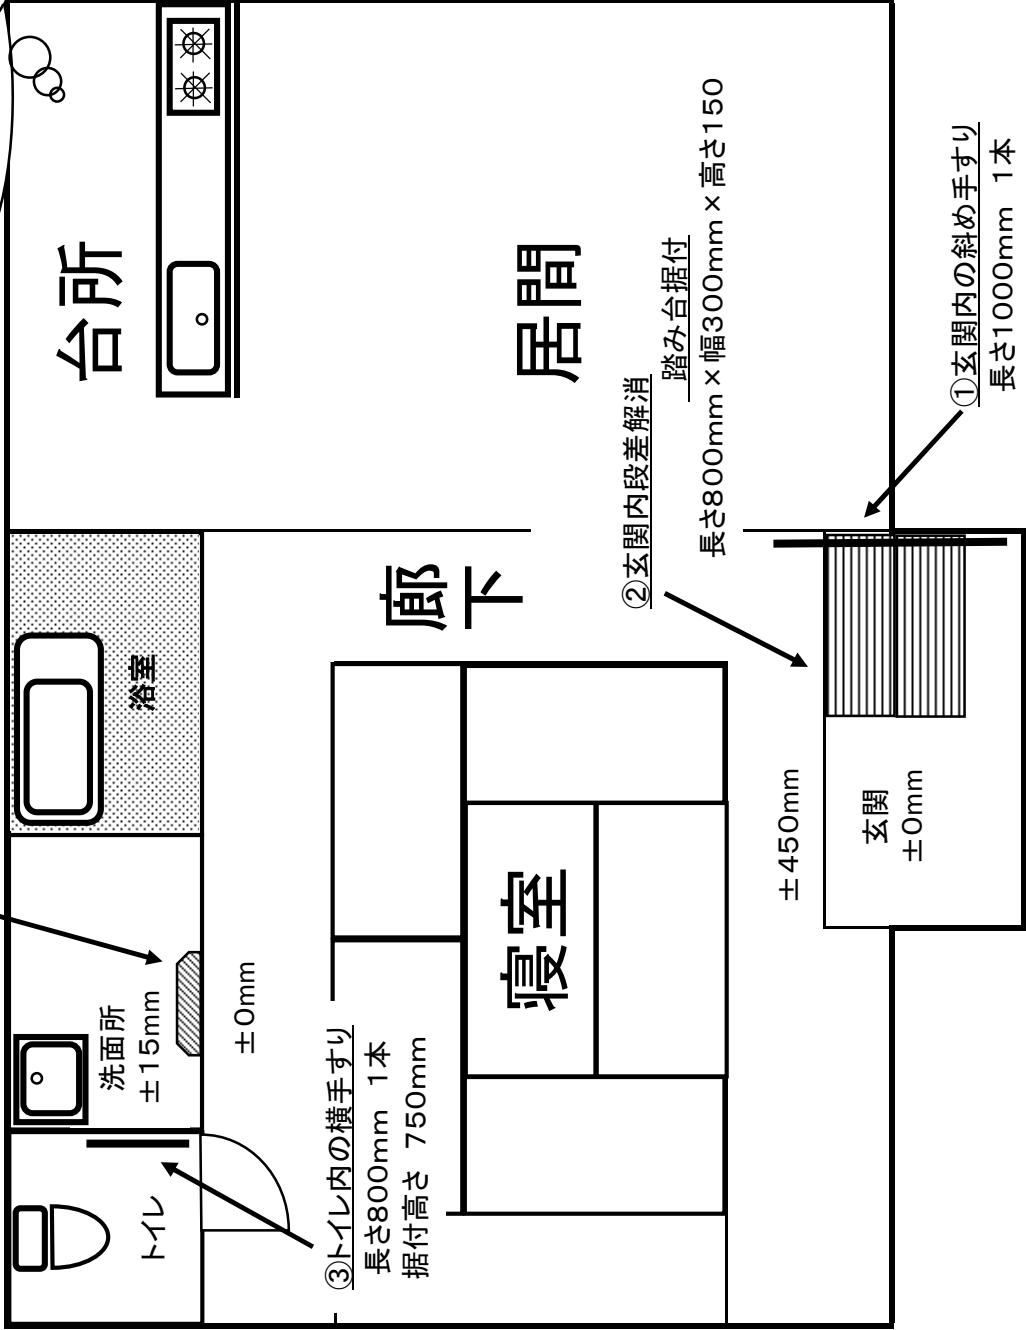 台所
居間
①玄関内の斜め手すり
長さ1000mm 1本
②玄関内段差解消
踏み台据付
長さ800mm×幅300mm×高さ150
廊
下
浴室
玄関
±0mm
±450mm
寝室
洗面所
±15mm
±0mm
トイレ
③トイレ内の横手すり
長さ800mm 1本
据付高さ 750mm